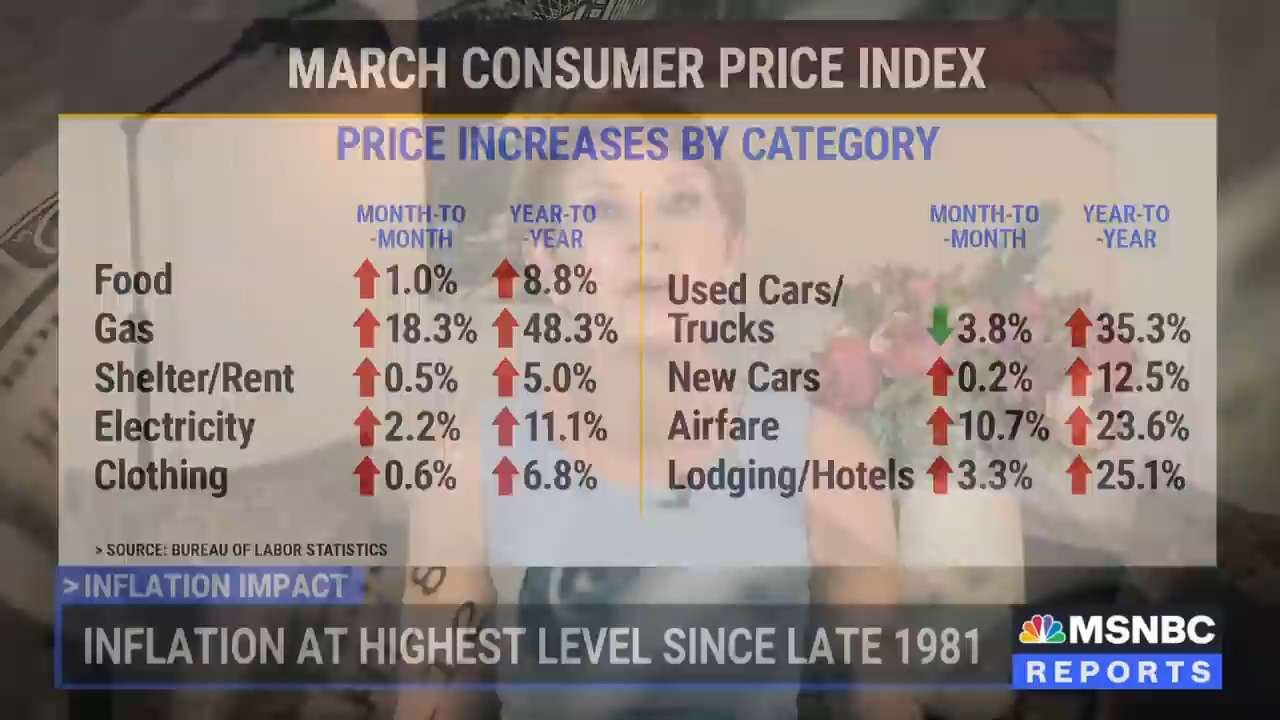 MARCH CONSUMER PRICE INDEX
PRICE INCREASES BY CATEGORY
MONTH-TO
-MONTH
YEAR-TO
-YEAR
Food 1.0% 8.8%
Gas 18.3% 48.3%
Shelter/Rent 0.5% 5.0%
Electricity 2.2% 11.1%
Clothing 0.6% 6.8%
MONTH-TO
-MONTH
YEAR-TO
-YEAR
Used Cars/
Trucks 3.8% 35.3%
New Cars 0.2% 12.5%
Airfare 10.7% 23.6%
Lodging/Hotels 3.3% 25.1%
> SOURCE: BUREAU OF LABOR STATISTICS
> INFLATION IMPACT
INFLATION AT HIGHEST LEVEL SINCE LATE 1981
MSNBC
REPORTS